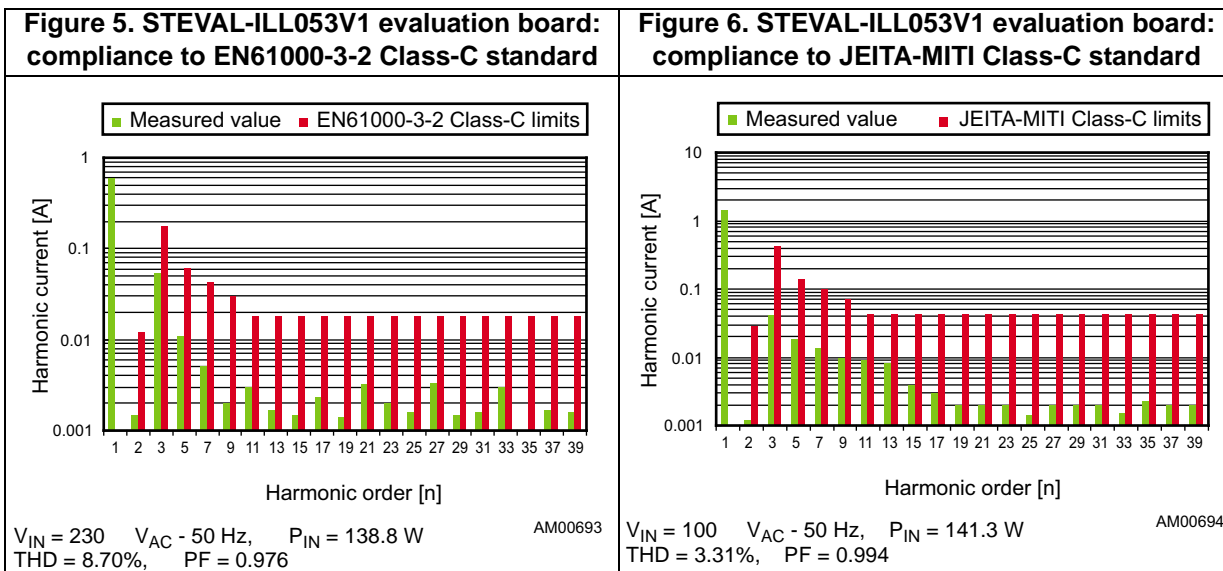 Figure 5. STEVAL-ILL053V1 evaluation board:
compliance to EN61000-3-2 Class-C standard
Measured value EN61000-3-2 Class-C limits
1
0.1
0.01
0.001
Harmonic current [A]
1 2 3 5 7 9 11 13 15 17 19 21 23 25 27 29 31 33 35 37 39
Harmonic order [n]
VIN = 230 VAC - 50 Hz, PIN = 138.8 W
THD = 8.70%, PF = 0.976
AM00693
Figure 6. STEVAL-ILL053V1 evaluation board:
compliance to JEITA-MITI Class-C standard
Measured value JEITA-MITI Class-C limits
10
1
0.1
0.01
0.001
Harmonic current [A]
1 2 3 5 7 9 11 13 15 17 19 21 23 25 27 29 31 33 35 37 39
Harmonic order [n]
VIN = 100 VAC - 50 Hz, PIN = 141.3 W
THD = 3.31%, PF = 0.994
AM00694